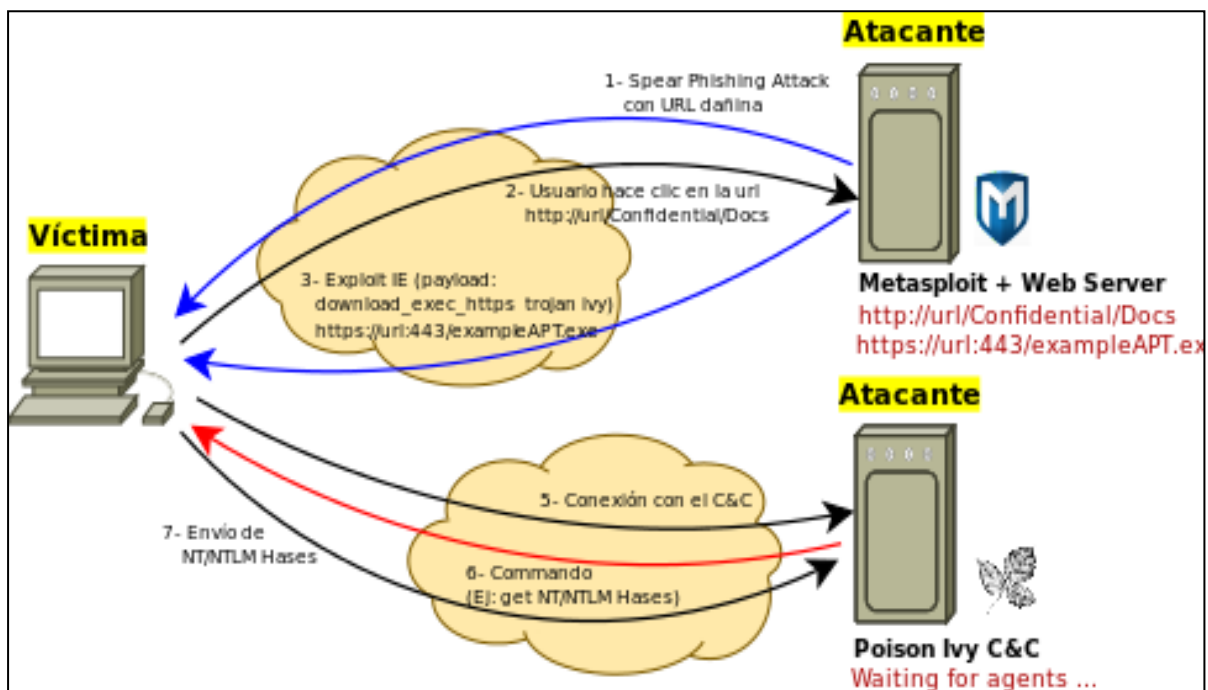 Atacante
1- Spear Phishing Attack
con URL dañina
2- Usuario hace clic en la url
http://url/Confidential/Docs
Víctima
3- Exploit IE (payload:
download_exec_https trojan ivy)
https://url:443/exampleAPT.exe
Metasploit + Web Server
http://url/Confidential/Docs
https://url:443/exampleAPT.ex
Atacante
5- Conexión con el C&C
7- Envío de
NT/NTLM Hases
6- Commando
(EJ: get NT/NTLM Hases)
Poison Ivy C&C
Waiting for agents ...